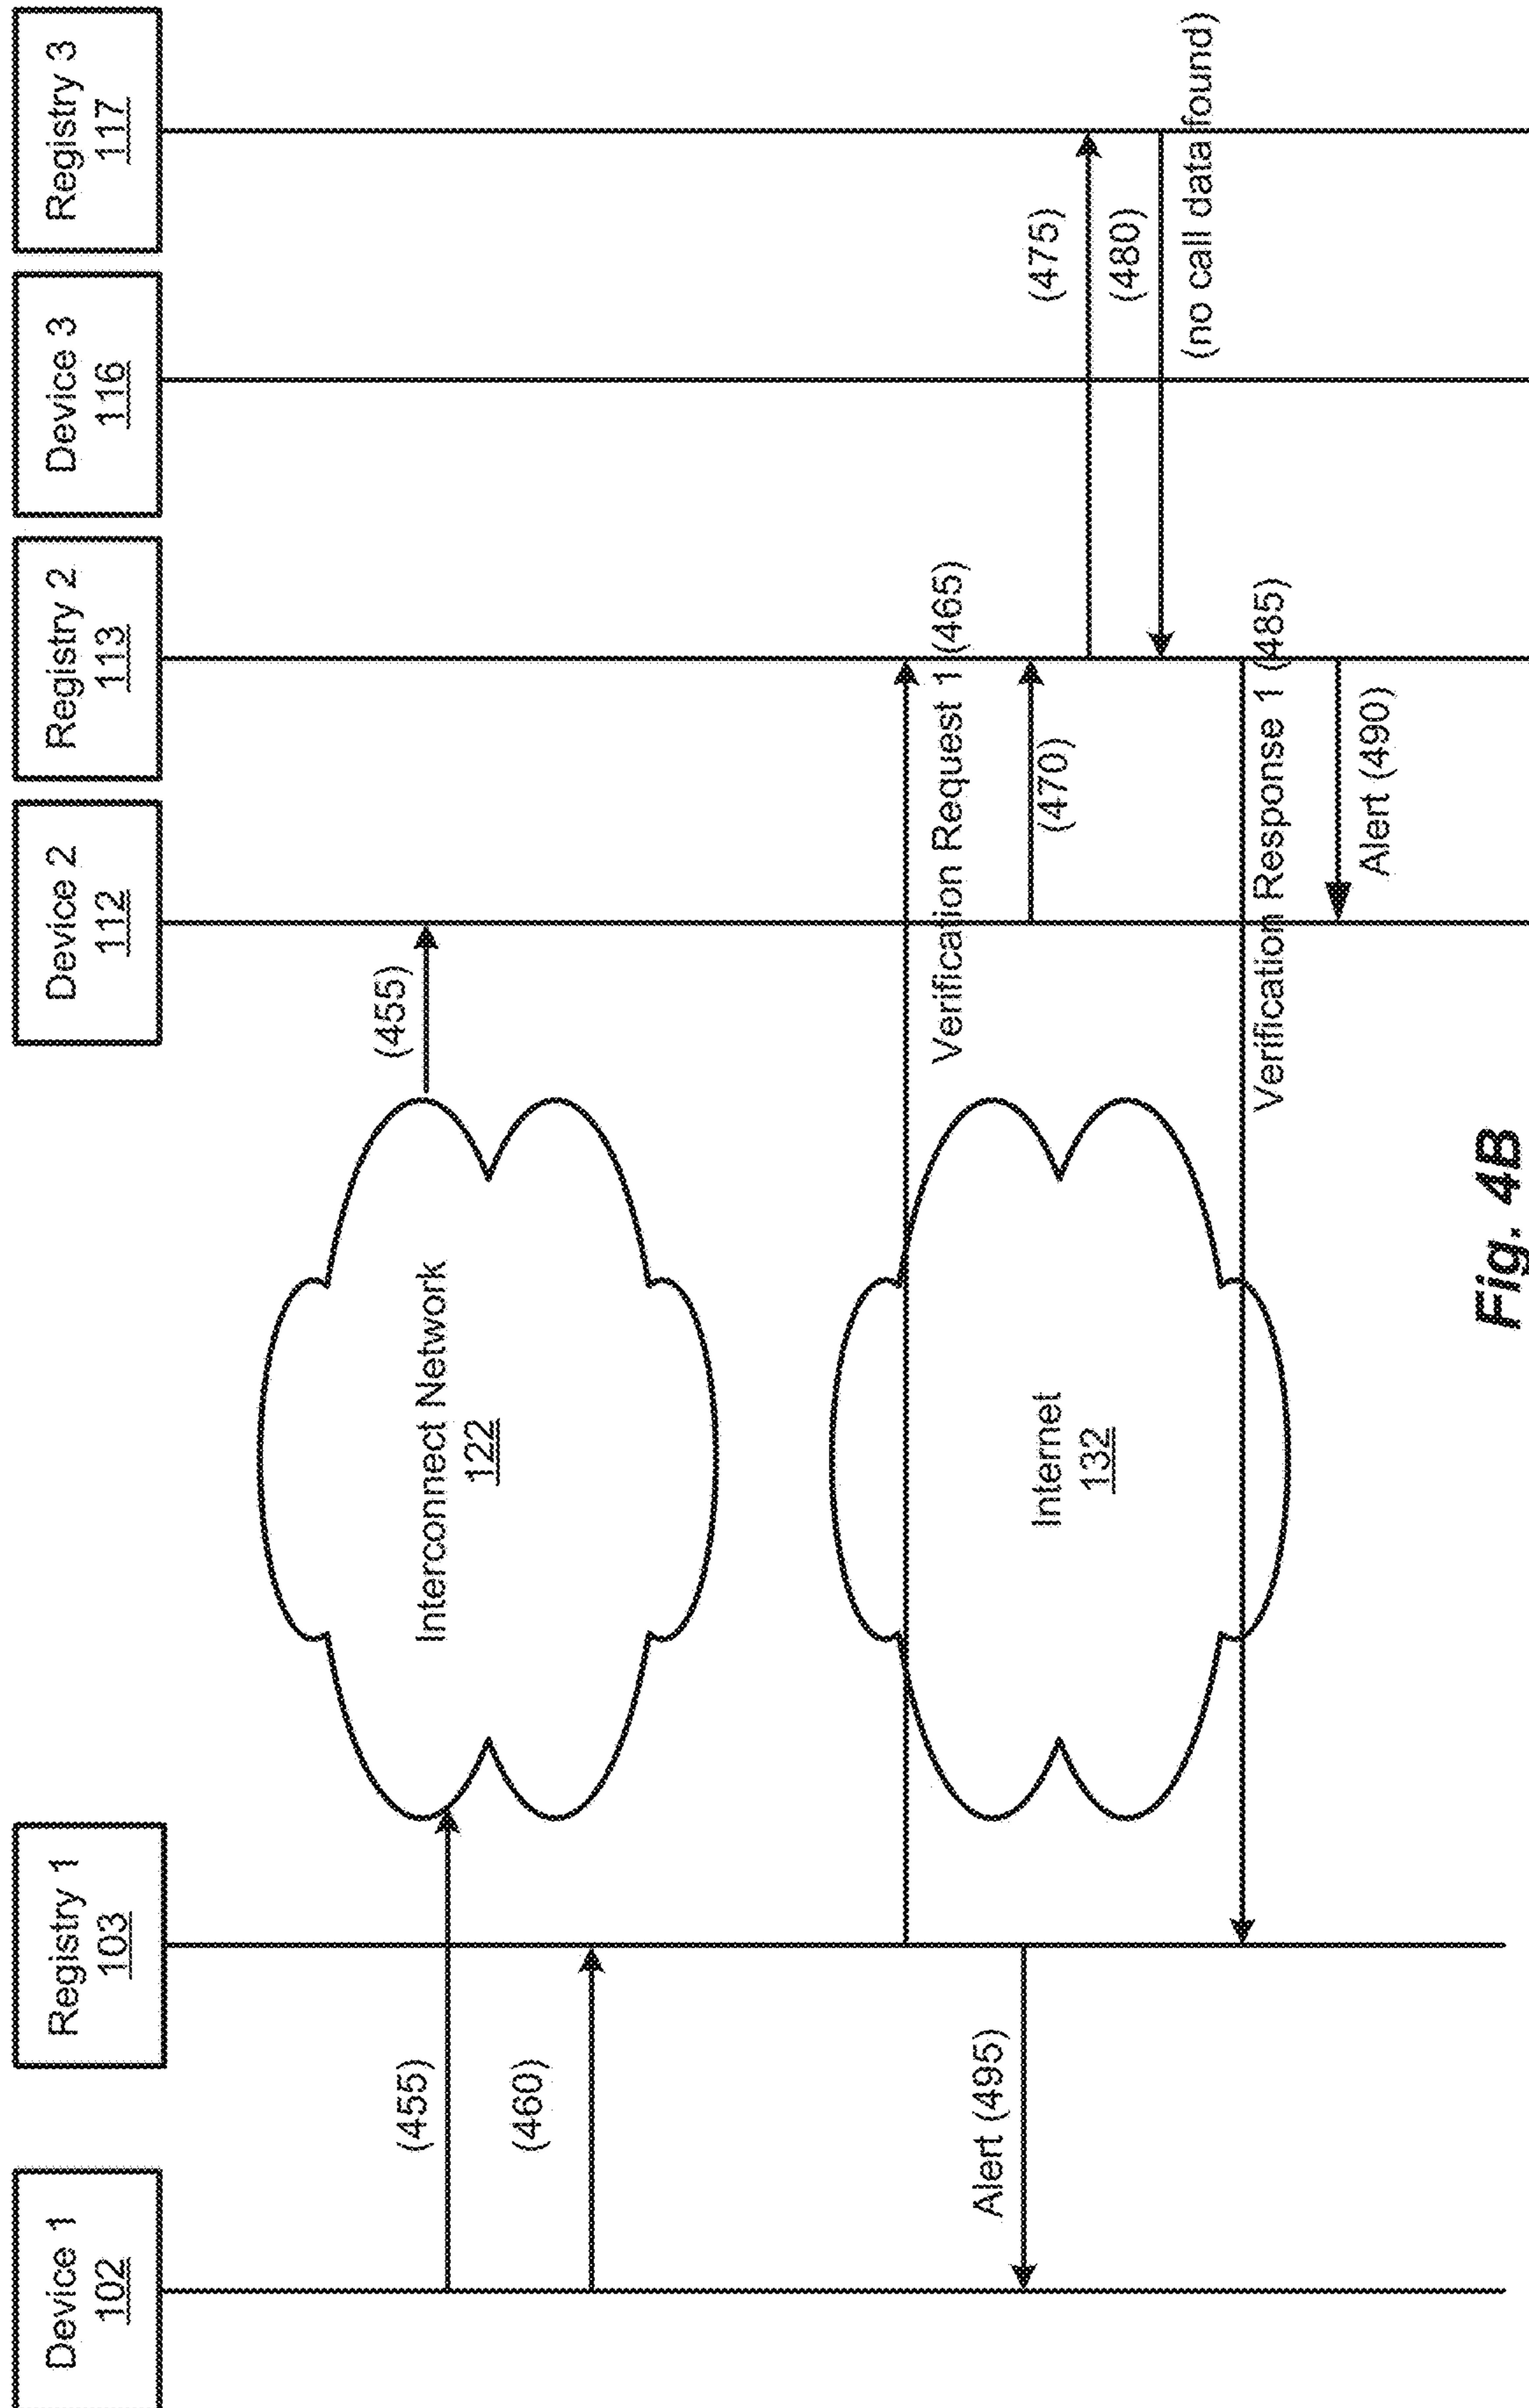 Device 1
102
Registry 1
103
Device 2
112
Registry 2
113
Device 3
116
Registry 3
117
(455)
(455)
Interconnect Network
122
(460)
Verification Request 1 (465)
Alert (495)
Internet
132
(470)
(475)
(480)
(no call data found)
Verification Response 1 (485)
Alert (490)
Fig. 4B